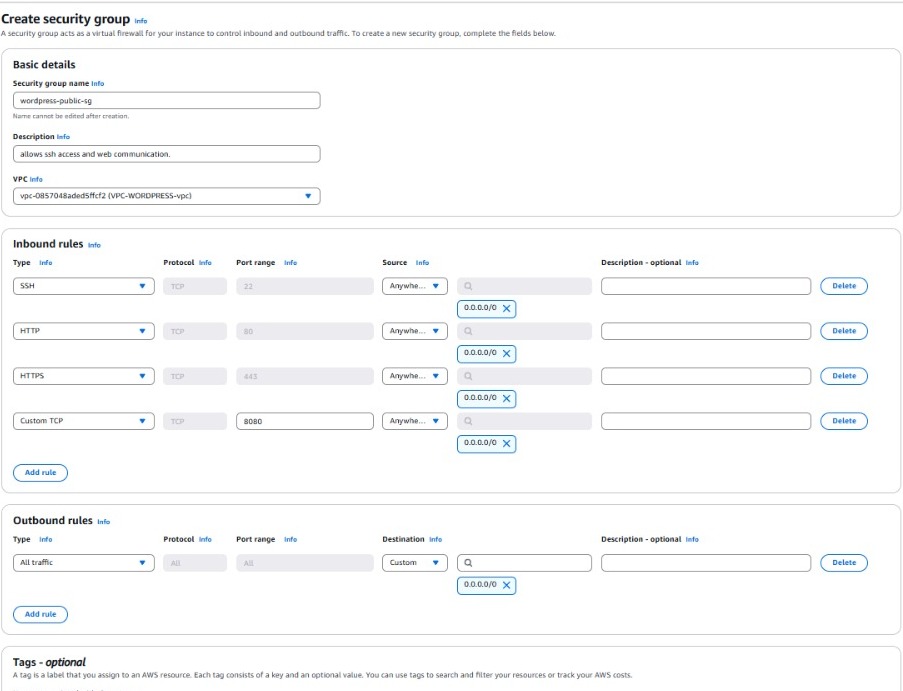 Create security group Info
A security group acts as a virtual firewall for your instance to control inbound and outbound traffic. To create a new security group, complete the fields below.
Basic details
Security group name Info
wordpress-public-sg
Name cannot be edited after creation.
Description Info
allows ssh access and web communication.
VPC Info
vpc-0857048aded5ffcf2 (VPC-WORDPRESS-vpc)
Inbound rules Info
Type Info Protocol Info Port range Info Source Info Description - optional Info
SSH TCP 22 Anywhe... Delete
0.0.0.0/0
HTTP TCP 80 Anywhe... Delete
0.0.0.0/0
HTTPS TCP 443 Anywhe... Delete
0.0.0.0/0
Custom TCP TCP 8080 Anywhe... Delete
0.0.0.0/0
Add rule
Outbound rules Info
Type Info Protocol Info Port range Info Destination Info Description - optional Info
All traffic All All Custom Delete
0.0.0.0/0
Add rule
Tags - optional
A tag is a label that you assign to an AWS resource. Each tag consists of a key and an optional value. You can use tags to search and filter your resources or track your AWS costs.